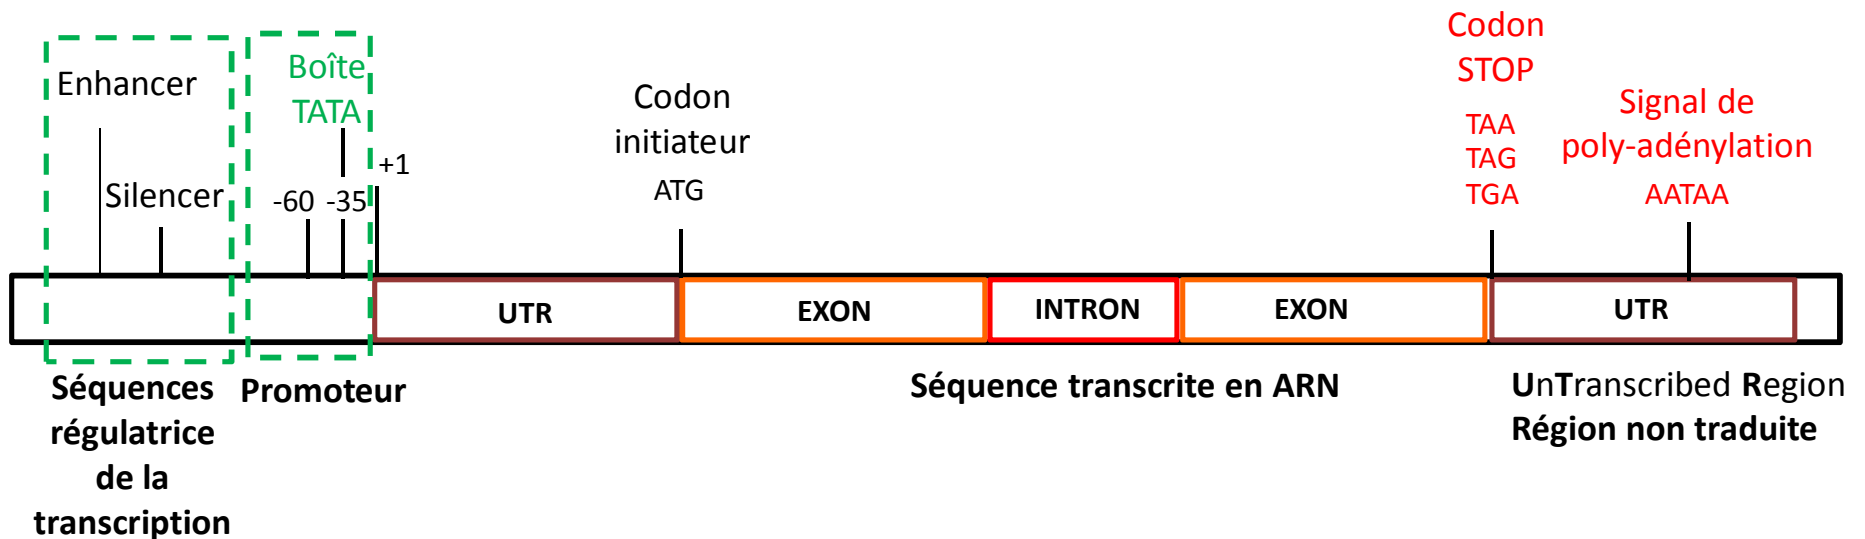 Enhancer
Silencer
Boîte
TATA
-60
-35
+1
Codon
initiateur
ATG
Codon
STOP
TAA
TAG
TGA
Signal de
poly-adénylation
AATAA
UTR
EXON
INTRON
EXON
UTR
Séquences
régulatrice
de la
transcription
Promoteur
Séquence transcrite en ARN
UnTranscribed Region
Région non traduite